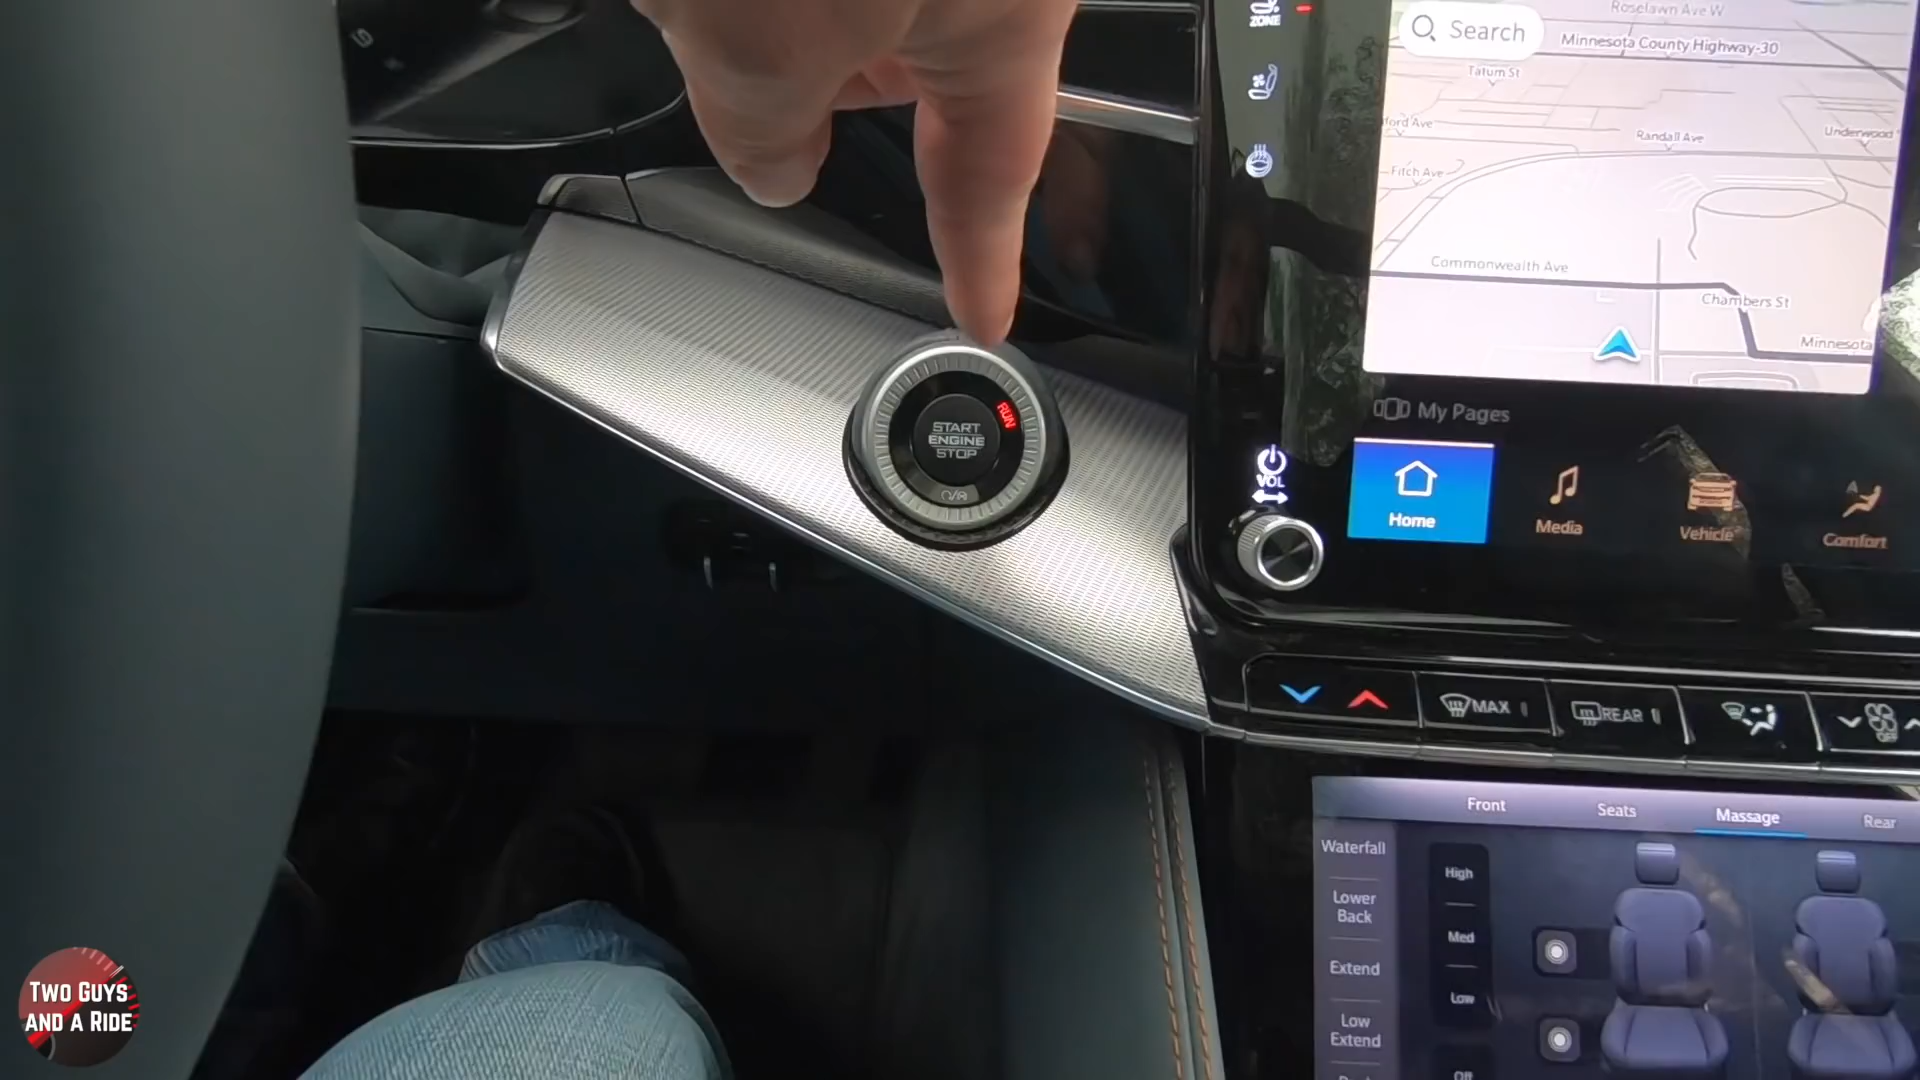 Search
Roselawn Ave W
Minnesota County Highway-30
ZONE
Tatum St
ford Ave
Randall Ave
Underwood
Fitch Ave
Commonwealth Ave
Chambers St
Minnesota
My Pages
RUN
START
ENGINE
STOP
VOL
Home
Media
Vehicle
Comfort
MAX
REAR
OFF
Front
Seats
Massage
Rear
Waterfall
High
Lower
Back
Med
Extend
Low
Low
Extend
Off
TWO GUYS
AND A RIDE